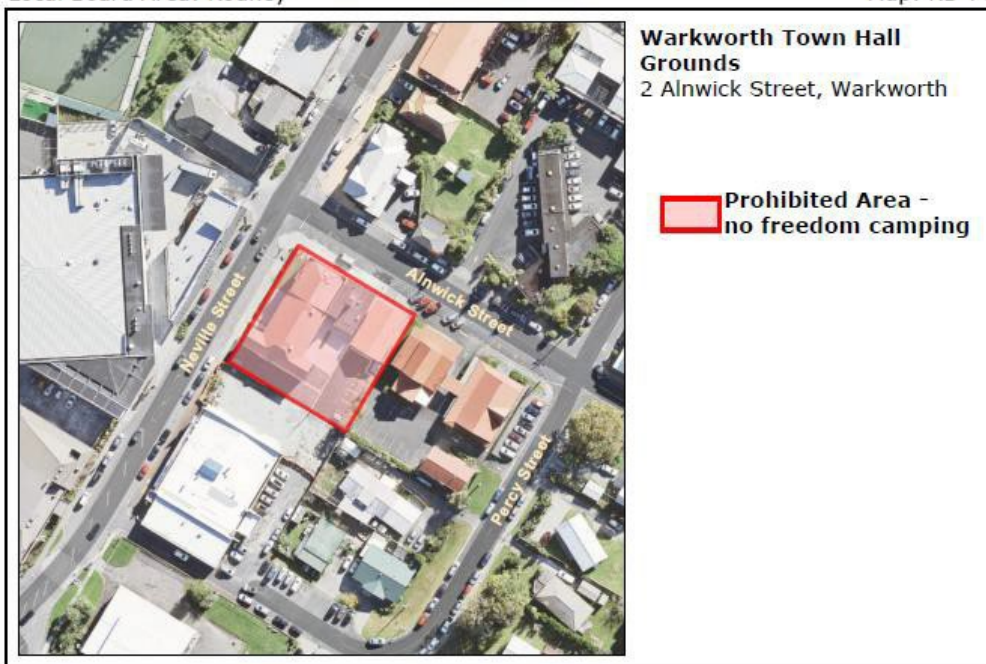 Warkworth Town Hall
Grounds
2 Alnwick Street, Warkworth
Prohibited Area -
no freedom camping
Neville Street
Alnwick Street
Percy Street